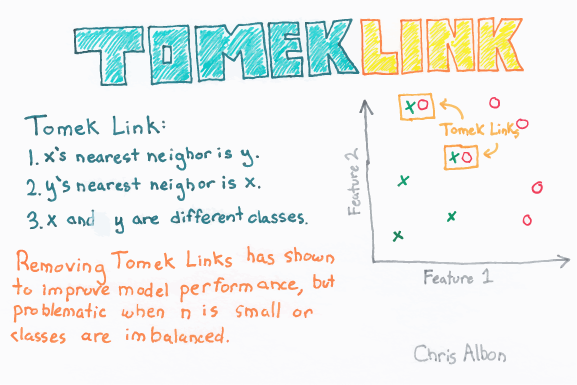 TOMEK LINK
Tomek Link:
1. x's nearest neighor is y.
2. y's nearest neighor is x.
3. x and y are different classes.
Removing Tomek Links has shown
to improve model performance, but
problematic when n is small or
classes are imbalanced.
Tomek Links
Feature 2
Feature 1
Chris Albon